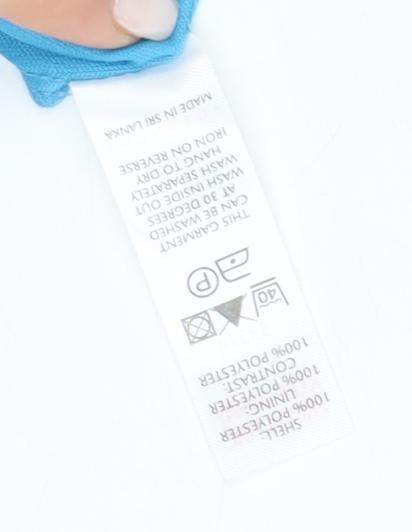 SHELL:
100% POLYESTER
LINING:
100% POLYESTER
CONTRAST:
100% POLYESTER
40
P
THIS GARMENT
CAN BE WASHED
AT 30 DEGREES
WASH INSIDE OUT
WASH SEPARATELY
HANG TO DRY
IRON ON REVERSE
MADE IN SRI LANKA